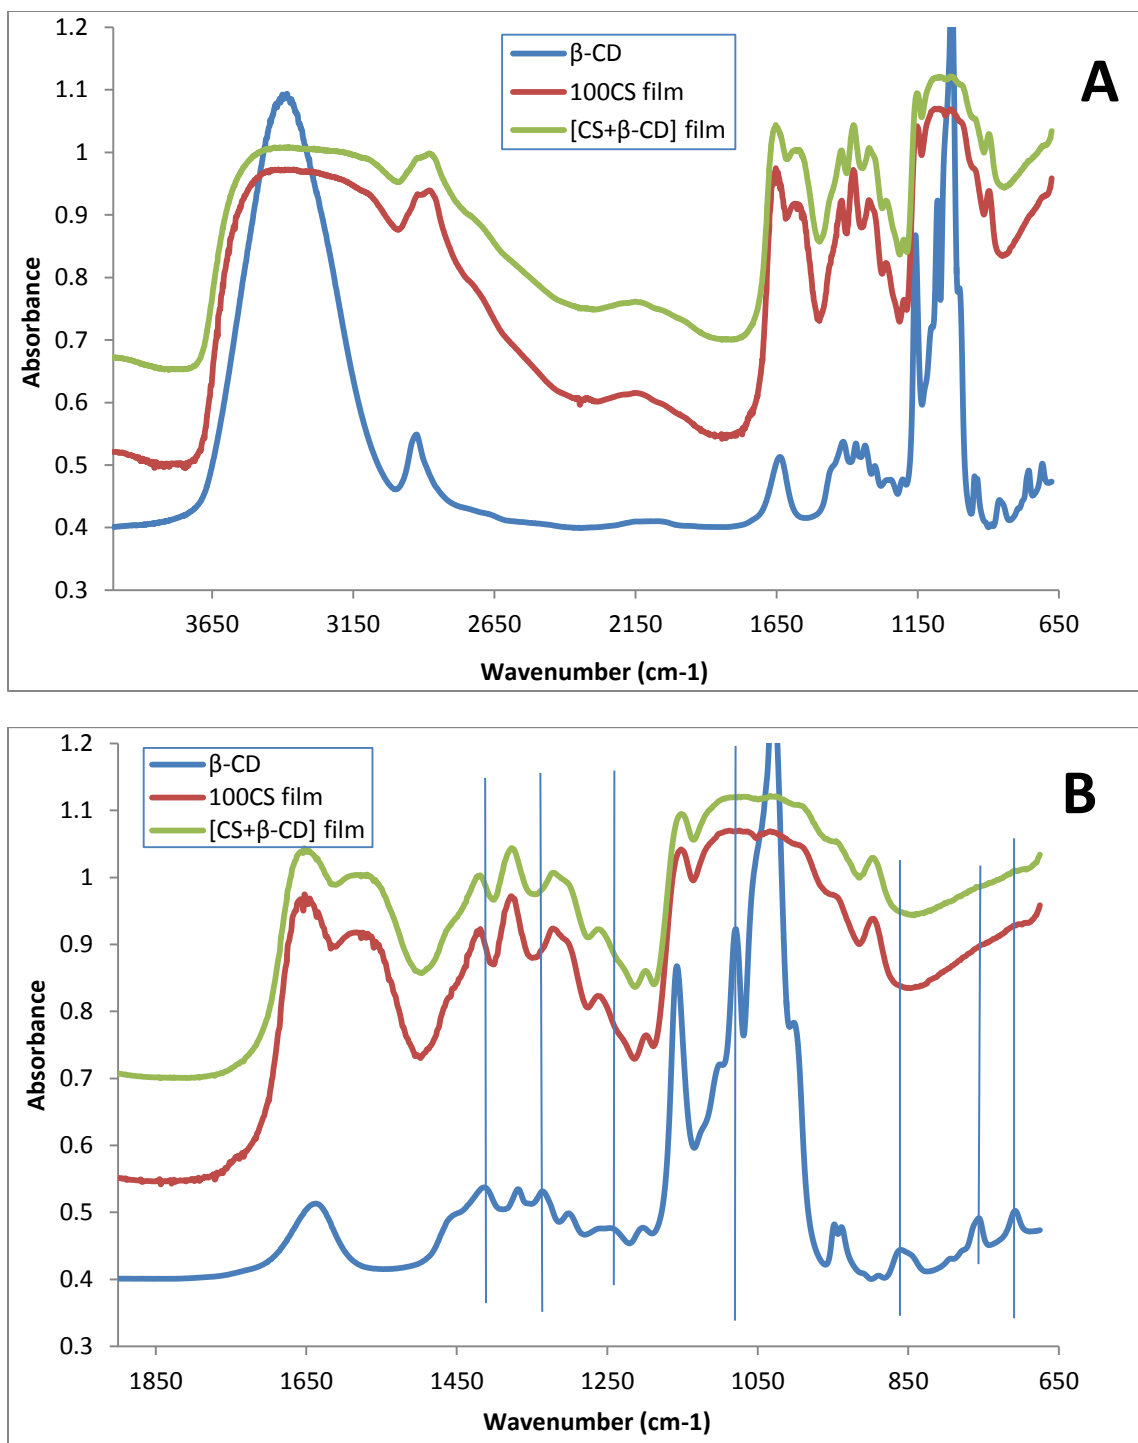 1.2
1.1
1
0.9
0.8
0.7
0.6
0.5
0.4
0.3
Absorbance
β-CD
100CS film
[CS+β-CD] film
A
3650 3150 2650 2150 1650 1150 650
Wavenumber (cm-1)
1.2
1.1
1
0.9
0.8
0.7
0.6
0.5
0.4
0.3
Absorbance
β-CD
100CS film
[CS+β-CD] film
B
1850 1650 1450 1250 1050 850 650
Wavenumber (cm-1)